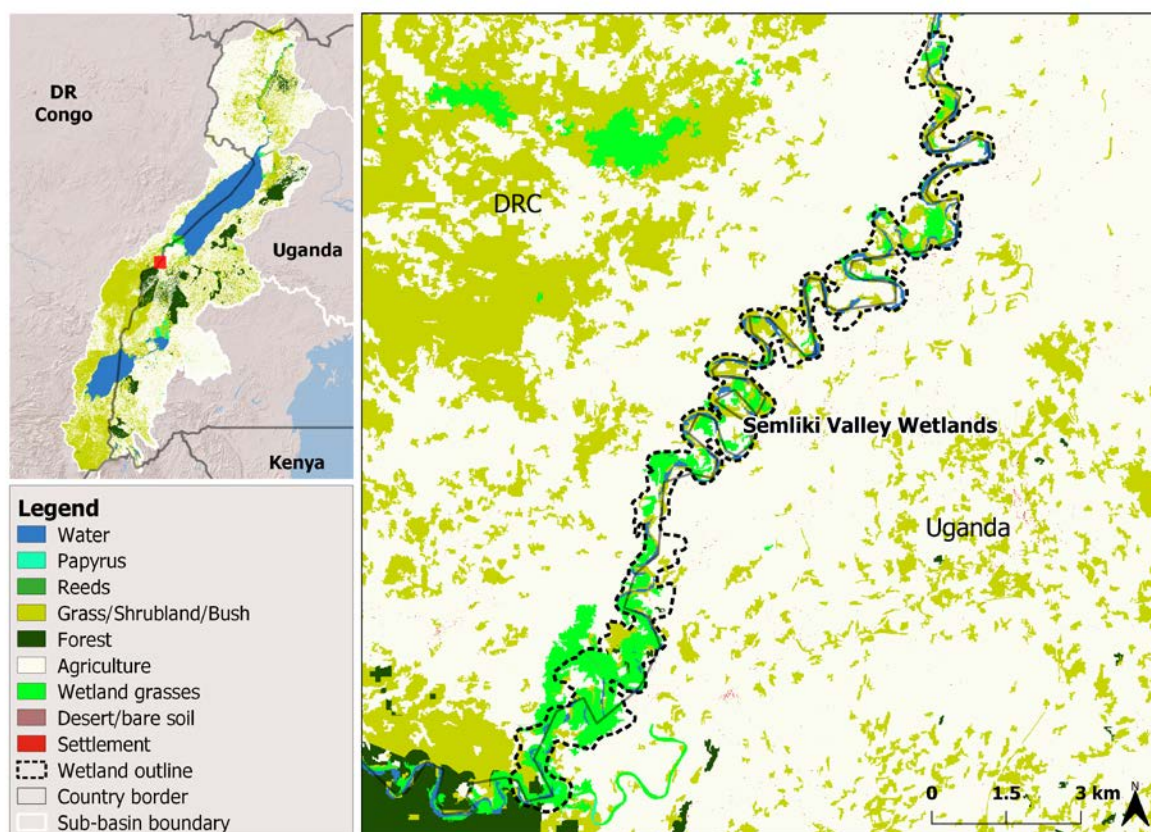 DR
Congo
Uganda
Kenya
Legend
Water
Papyrus
Reeds
Grass/Shrubland/Bush
Forest
Agriculture
Wetland grasses
Desert/bare soil
Settlement
Wetland outline
Country border
Sub-basin boundary
DRC
Semliki Valley Wetlands
Uganda
0 1.5 3 km
N